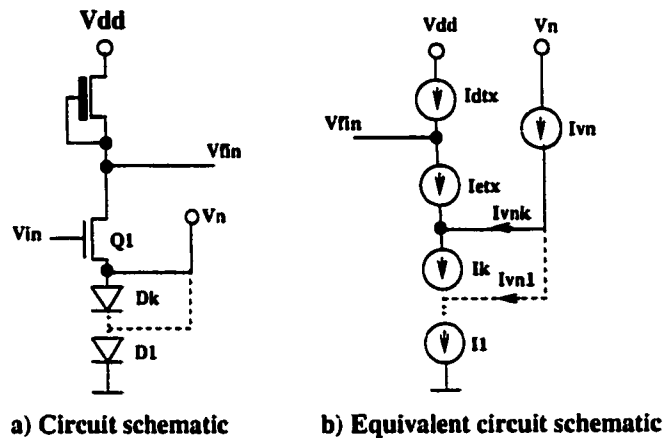 Vdd
Vfin
Vin
Q1
Vn
Dk
D1
a) Circuit schematic
Vdd
Vn
Idtx
Ivn
Vfin
Ietx
Ivnk
Ik
Ivn1
I1
b) Equivalent circuit schematic